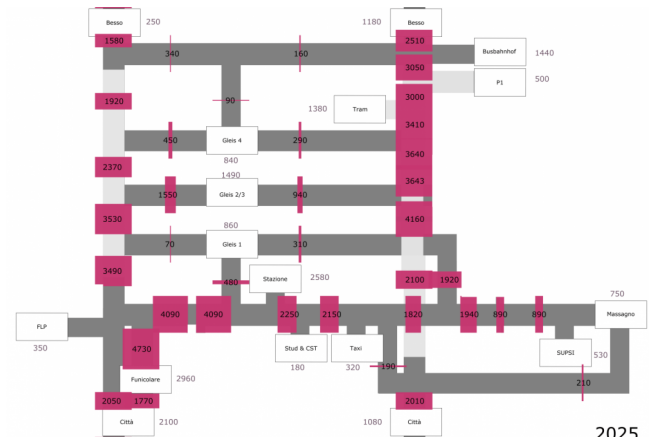 Besso 250 1180 Besso
1580 2510
340 160 Busbahnhof 1440
3050
P1 500
1920 90 3000
1380 Tram
3410
450 Gleis 4 290
3640
840
2370 1490
3643
1550 Gleis 2/3 940
3530 860 4160
70 Gleis 1 310
3490 480 Stazione 2580 2100 1920
750
4090 4090 2250 2150 1820 1940 890 890 Massagno
FLP
350 4730 Stud & CST Taxi SUPSI 530
180 320 190
Funicolare 2960 210
2050 1770 2010
Città 2100 1080 Città
2025